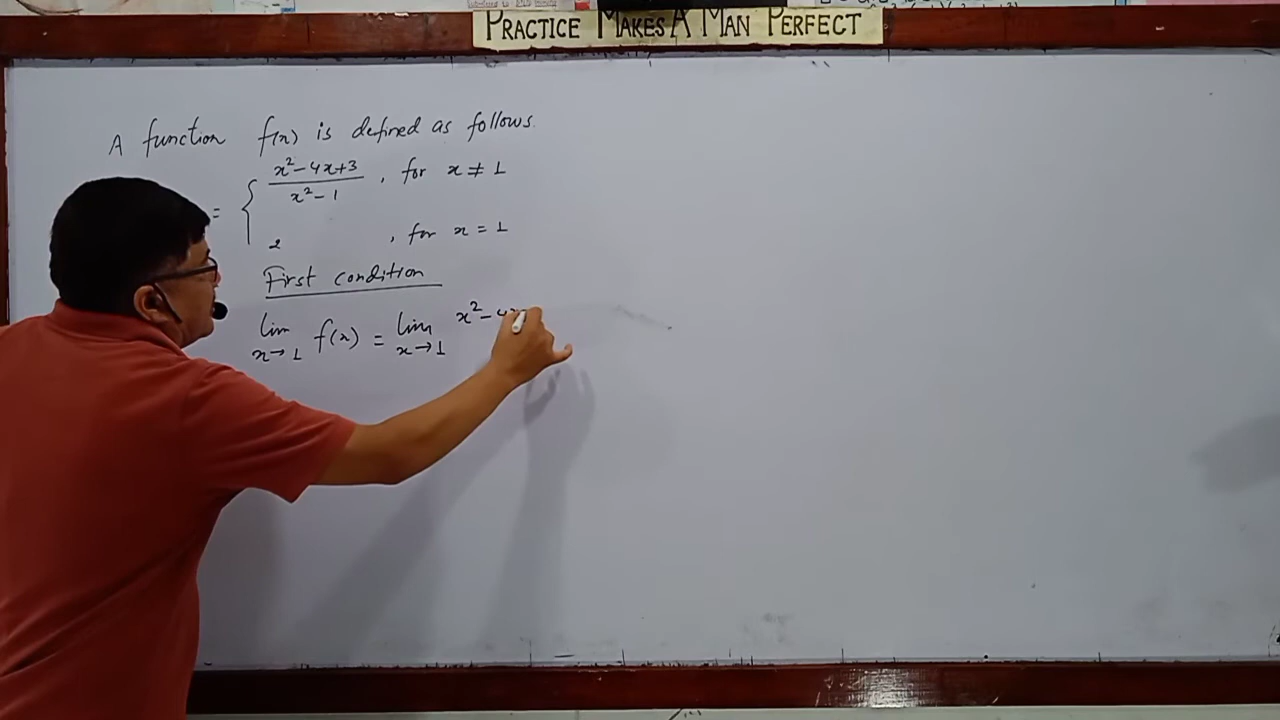 PRACTICE MAKES A MAN PERFECT
A function f(x) is defined as follows.
= { x²-4x+3 / x²-1 , for x ≠ 1
2 , for x = 1
First condition
lim x→1 f(x) = lim x→1 x²-4x